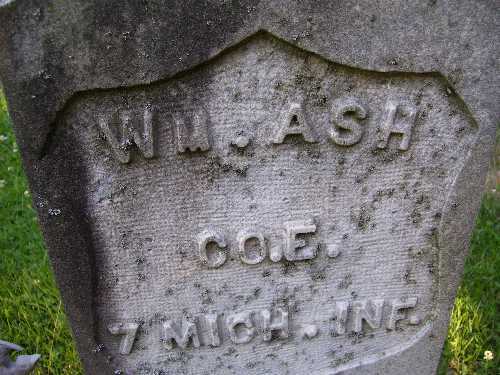 WM. ASH
CO.E.
7 MICH. INF.